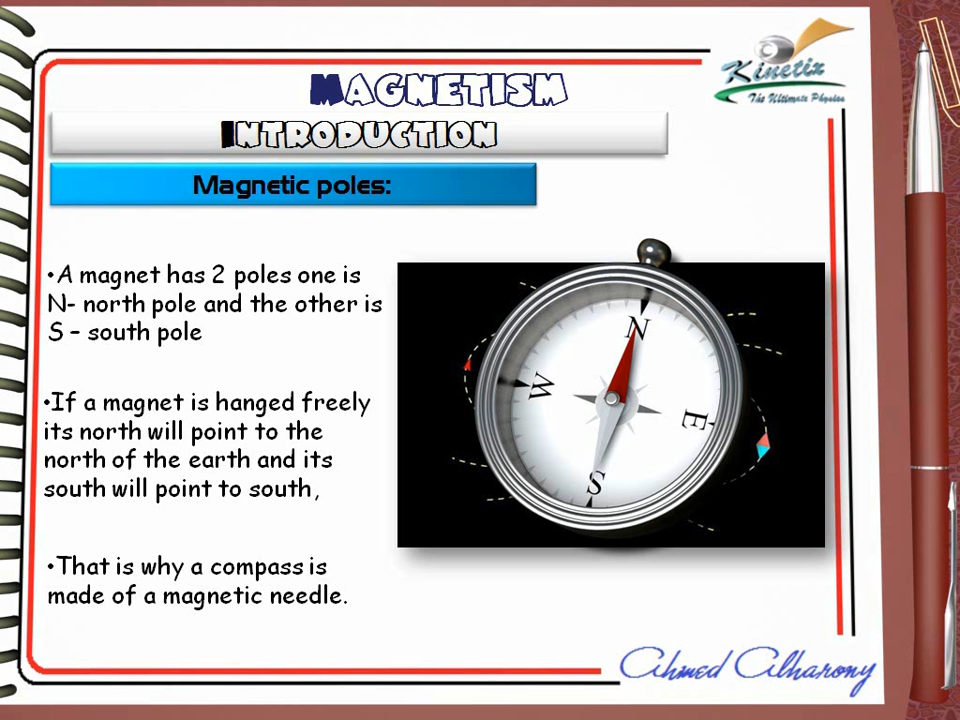 Magnetism
Kinetix
The Ultimate Physics
Introduction
Magnetic poles:
•A magnet has 2 poles one is
N- north pole and the other is
S – south pole
•If a magnet is hanged freely
its north will point to the
north of the earth and its
south will point to south,
•That is why a compass is
made of a magnetic needle.
N
W
E
S
Ahmed Alharony